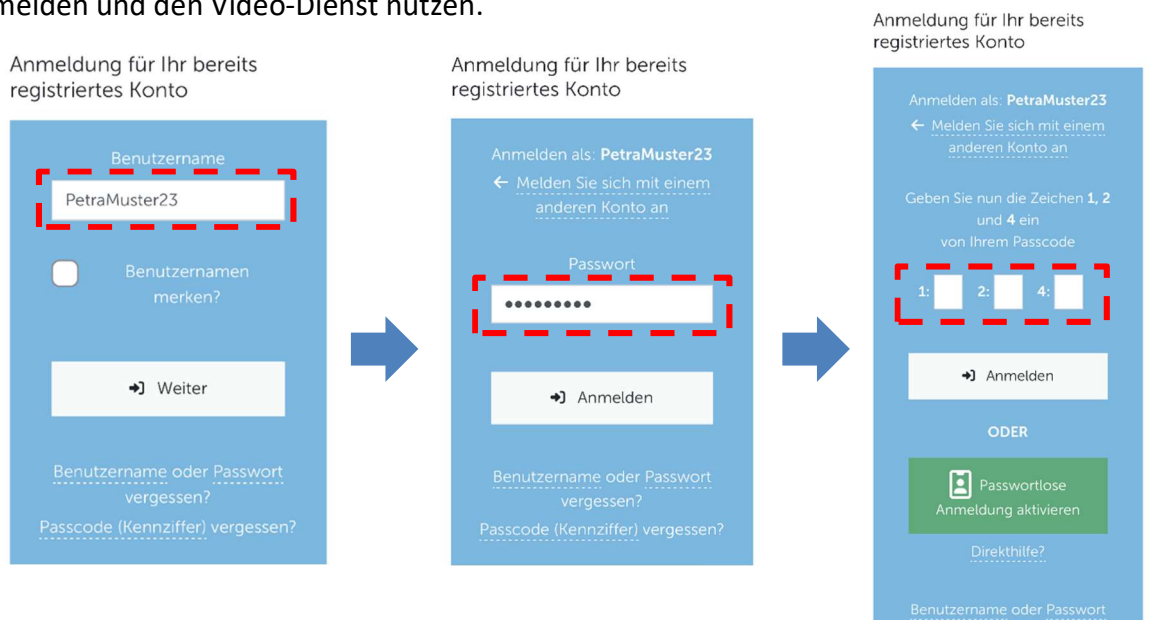 melden und den Video-Dienst nutzen.
Anmeldung für Ihr bereits
registriertes Konto
Benutzername
PetraMuster23
Benutzernamen
merken?
Weiter
Benutzername oder Passwort
vergessen?
Passcode (Kennziffer) vergessen?
Anmeldung für Ihr bereits
registriertes Konto
Anmelden als: PetraMuster23
← Melden Sie sich mit einem
anderen Konto an
Passwort
•••••••••
Anmelden
Benutzername oder Passwort
vergessen?
Passcode (Kennziffer) vergessen?
Anmeldung für Ihr bereits
registriertes Konto
Anmelden als: PetraMuster23
← Melden Sie sich mit einem
anderen Konto an
Geben Sie nun die Zeichen 1, 2
und 4 ein
von Ihrem Passcode
1: 2: 4:
Anmelden
ODER
Passwortlose
Anmeldung aktivieren
Direkthilfe?
Benutzername oder Passwort